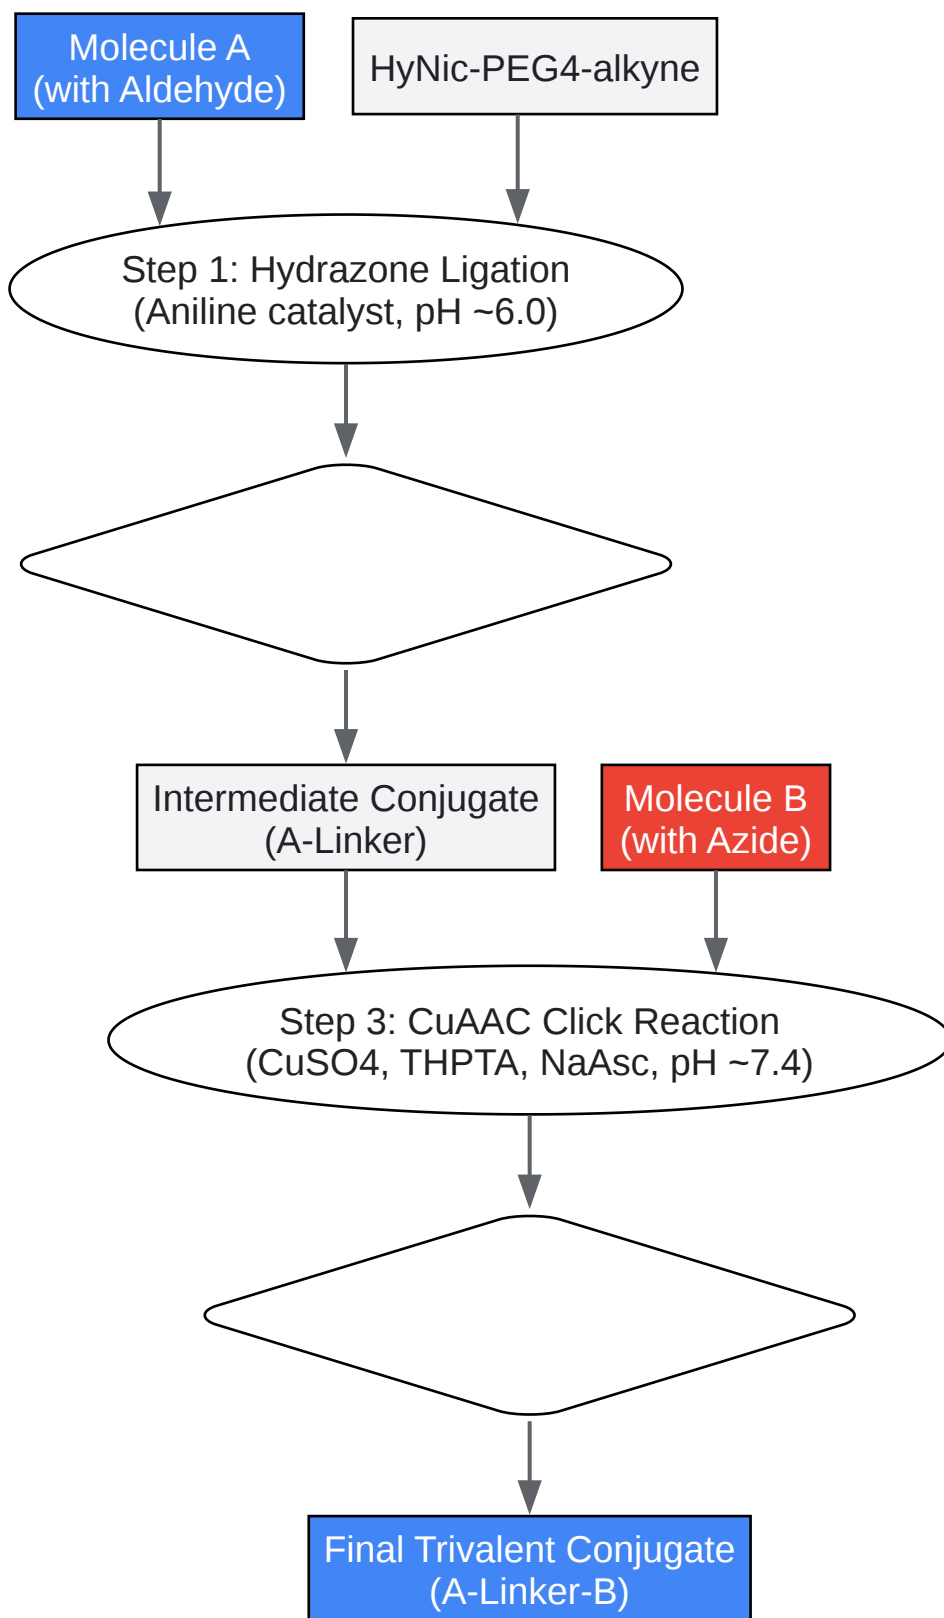 Molecule A
(with Aldehyde)
HyNic-PEG4-alkyne
Step 1: Hydrazone Ligation
(Aniline catalyst, pH ~6.0)
Intermediate Conjugate
(A-Linker)
Molecule B
(with Azide)
Step 3: CuAAC Click Reaction
(CuSO4, THPTA, NaAsc, pH ~7.4)
Final Trivalent Conjugate
(A-Linker-B)